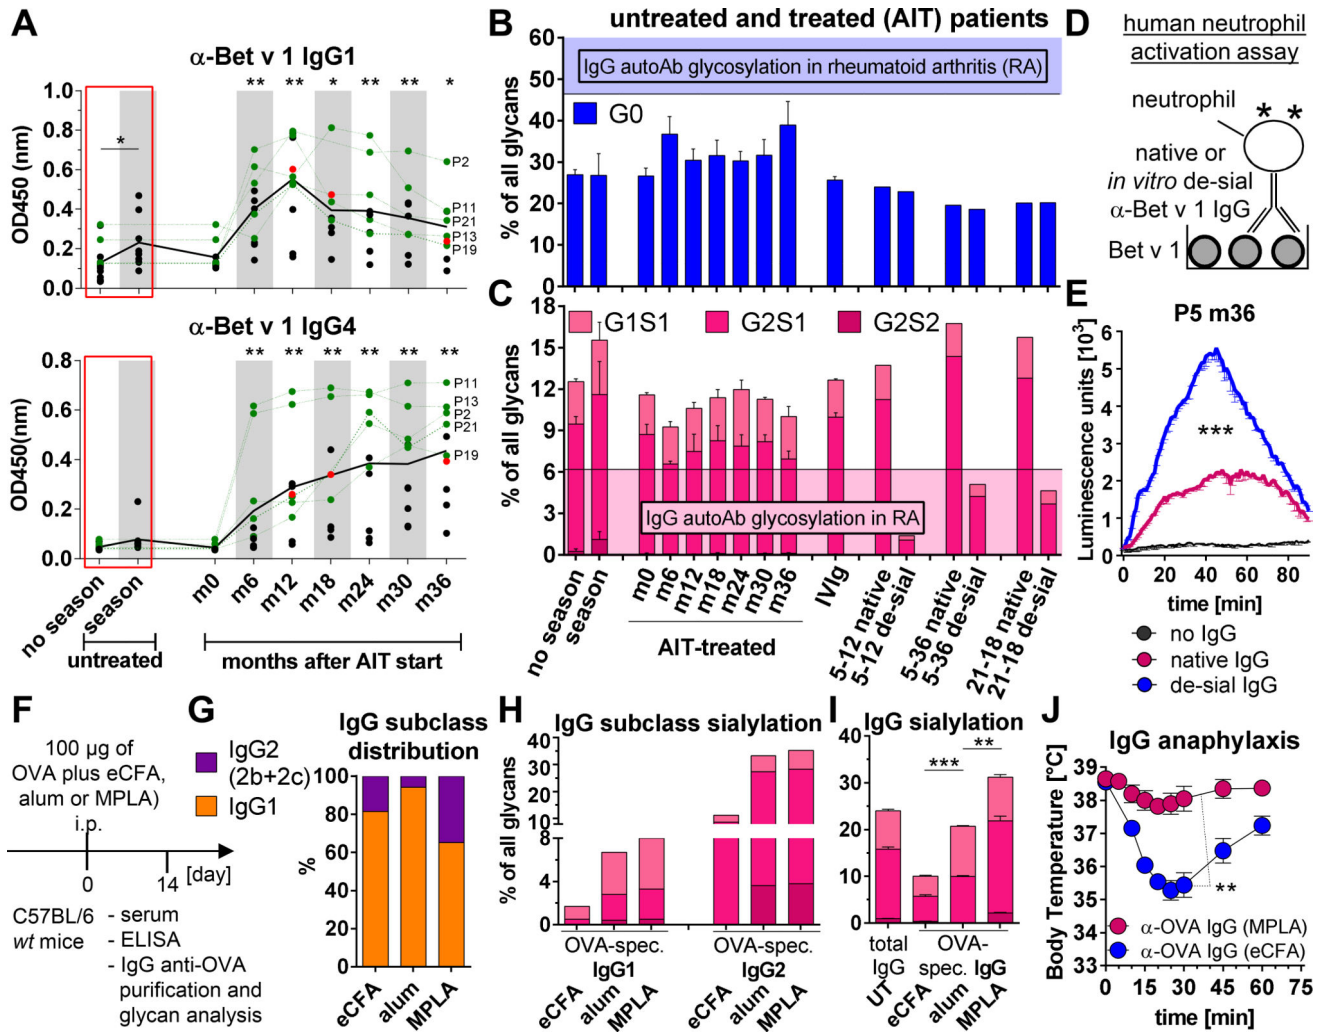 A
α-Bet v 1 IgG1
OD450 (nm)
1.0
0.8
0.6
0.4
0.2
0.0
*
** ** * ** ** *
P2
P11
P21
P13
P19
α-Bet v 1 IgG4
OD450(nm)
0.8
0.6
0.4
0.2
0.0
** ** ** ** ** **
P11
P13
P2
P21
P19
no season
season
m0
m6
m12
m18
m24
m30
m36
untreated
months after AIT start
untreated and treated (AIT) patients
B
% of all glycans
60
50
40
30
20
10
0
IgG autoAb glycosylation in rheumatoid arthritis (RA)
G0
C
% of all glycans
18
15
12
9
6
3
0
G1S1
G2S1
G2S2
IgG autoAb glycosylation in RA
no season
season
m0
m6
m12
m18
m24
m30
m36
AIT-treated
IVIg
5-12 native
5-12 de-sial
5-36 native
5-36 de-sial
21-18 native
21-18 de-sial
D
human neutrophil
activation assay
* *
neutrophil
native or
in vitro de-sial
α-Bet v 1 IgG
Bet v 1
E
P5 m36
Luminescence units [10³]
6
5
4
3
2
1
0
***
0 20 40 60 80
time [min]
no IgG
native IgG
de-sial IgG
F
100 µg of
OVA plus eCFA,
alum or MPLA)
i.p.
0
14
[day]
C57BL/6
wt mice
- serum
- ELISA
- IgG anti-OVA
purification and
glycan analysis
G
IgG subclass
distribution
IgG2
(2b+2c)
IgG1
%
100
80
60
40
20
0
eCFA
alum
MPLA
H
IgG subclass sialylation
% of all glycans
40
30
20
10
8
4
0
OVA-spec.
IgG1
OVA-spec.
IgG2
eCFA
alum
MPLA
eCFA
alum
MPLA
I
IgG sialylation
40
30
20
10
0
***
**
total
IgG
UT
OVA-
spec. IgG
eCFA
alum
MPLA
J
IgG anaphylaxis
Body Temperature [°C]
39
38
37
36
35
34
33
**
α-OVA IgG (MPLA)
α-OVA IgG (eCFA)
0 15 30 45 60 75
time [min]